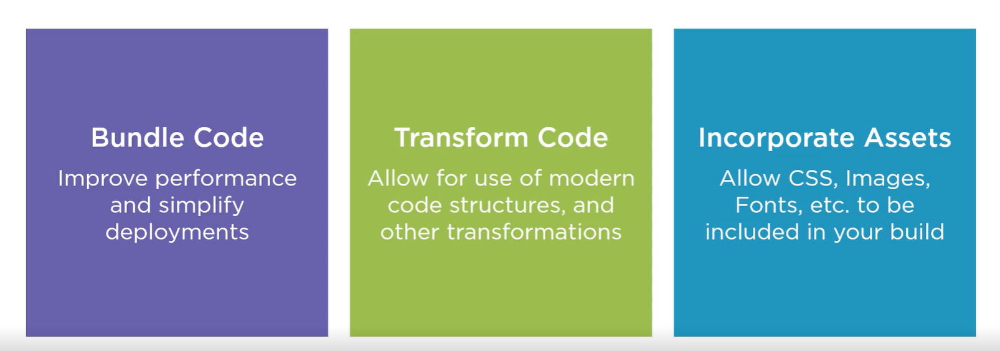 Bundle Code
Improve performance
and simplify
deployments
Transform Code
Allow for use of modern
code structures, and
other transformations
Incorporate Assets
Allow CSS, Images,
Fonts, etc. to be
included in your build